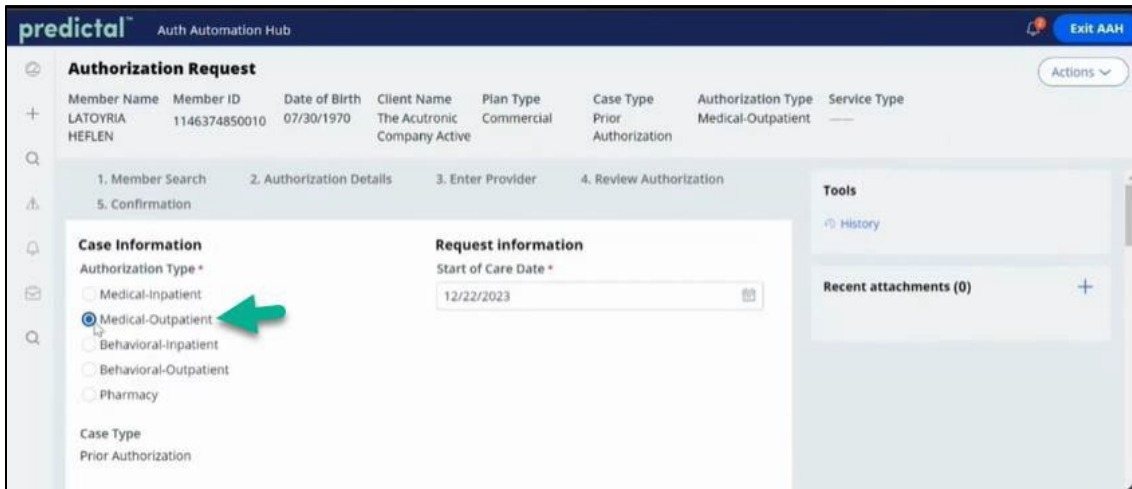 predictal™ Auth Automation Hub Exit AAH
Authorization Request Actions
Member Name Member ID Date of Birth Client Name Plan Type Case Type Authorization Type Service Type
LATOYRIA 1146374850010 07/30/1970 The Acutronic Commercial Prior Medical-Outpatient -----
HEFLEN Company Active Authorization
1. Member Search 2. Authorization Details 3. Enter Provider 4. Review Authorization
5. Confirmation
Tools
History
Case Information Request information
Authorization Type * Start of Care Date *
Medical-Inpatient 12/22/2023
Recent attachments (0) +
Medical-Outpatient
Behavioral-Inpatient
Behavioral-Outpatient
Pharmacy
Case Type
Prior Authorization